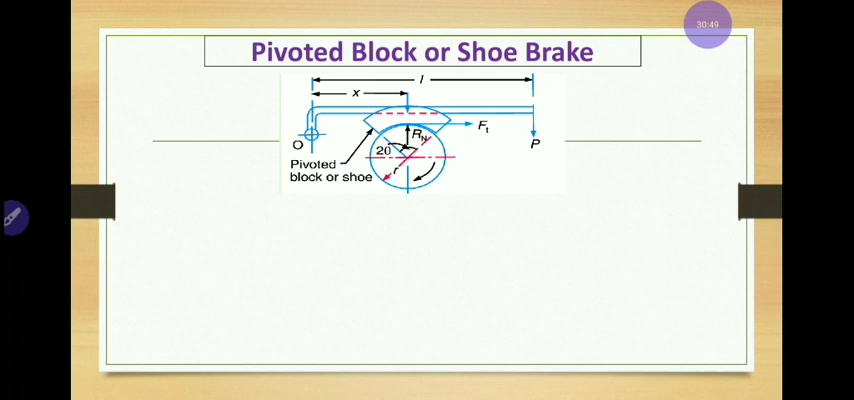 30:49
Pivoted Block or Shoe Brake
l
x
Ft
RN
O
2θ
P
Pivoted
block or shoe
r